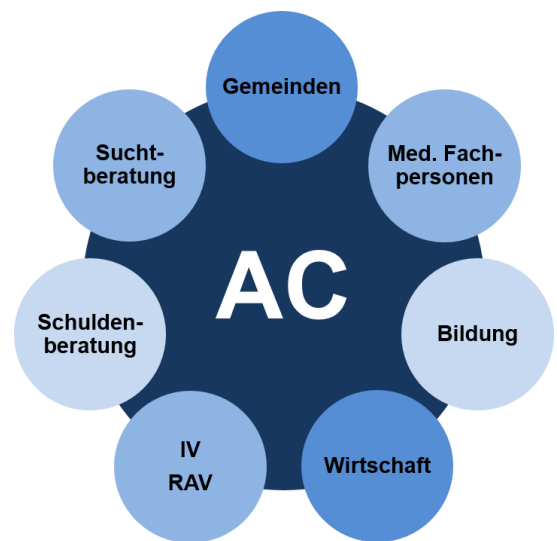 Gemeinden
Med. Fach-
personen
Bildung
Wirtschaft
IV
RAV
Schulden-
beratung
Sucht-
beratung
AC